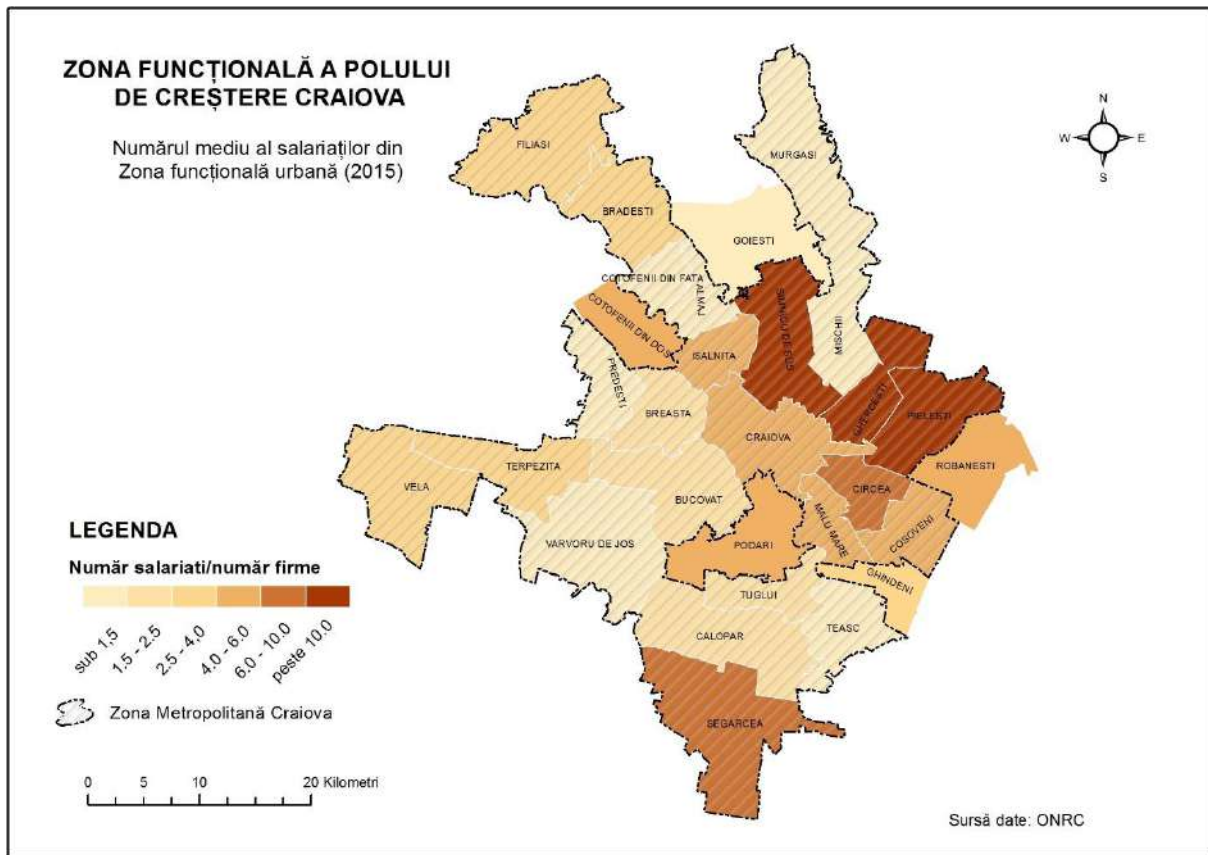 ZONA FUNCȚIONALĂ A POLULUI
DE CREȘTERE CRAIOVA
Numărul mediu al salariaților din
Zona funcțională urbană (2015)
N
W
E
S
FILIASI
MURGASI
BRADESTI
GOIESTI
COTOFENII DIN FATA
ALMAJ
COTOFENII DIN DOS
SIMNICU DE SUS
ISALNITA
MISCHII
PREDESTI
GHERCESTI
PIELESTI
BREASTA
CRAIOVA
ROBANESTI
TERPEZITA
VELA
CIRCEA
BUCOVAT
MALU MARE
COSOVENI
VARVORU DE JOS
PODARI
GHINDENI
TUGLUI
TEASC
CALOPAR
SEGARCEA
LEGENDA
Număr salariati/număr firme
sub 1,5
1.5 - 2.5
2.5 - 4,0
4.0 - 6.0
6.0 - 10.0
peste 10.0
Zona Metropolitană Craiova
0 5 10 20 Kilometri
Sursă date: ONRC